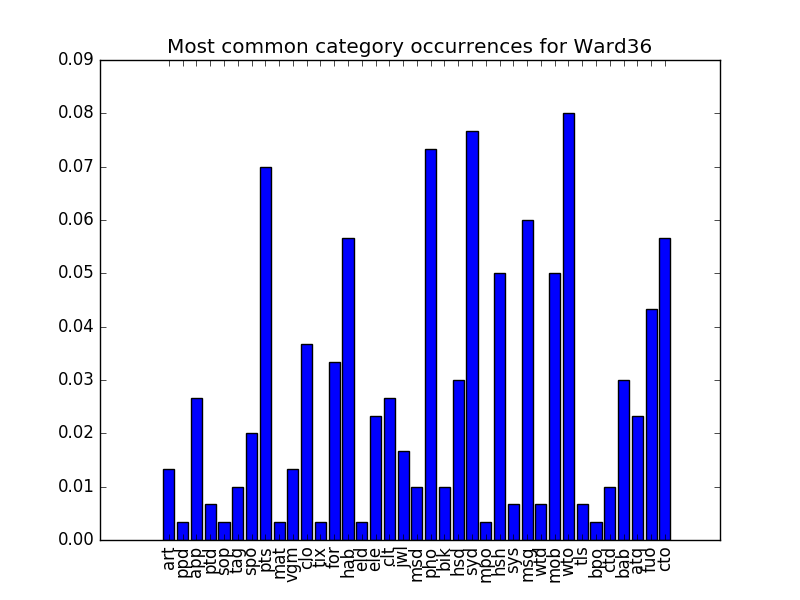 Most common category occurrences for Ward36
0.09
0.08
0.07
0.06
0.05
0.04
0.03
0.02
0.01
0.00
art
ppd
app
ptd
sop
tag
spo
pts
mat
vgm
clo
tix
for
hab
eld
ele
clt
jwl
msd
pho
bik
hsd
syd
mpo
hsh
sys
msg
wtd
mob
wto
tls
bpo
ctd
bab
atq
fuo
cto